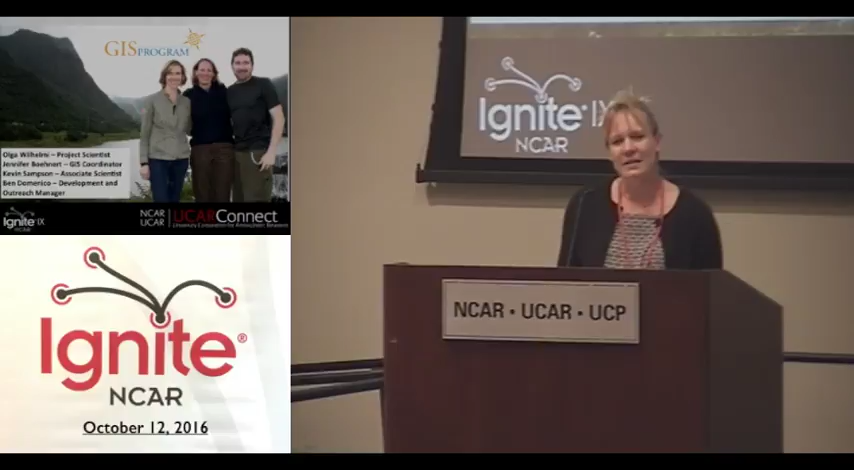 GISPROGRAM
Olga Wilhelmi – Project Scientist
Jennifer Boehnert – GIS Coordinator
Kevin Sampson – Associate Scientist
Ben Domenico – Development and
Outreach Manager
Ignite IX
NCAR
NCAR
UCAR
UCARConnect
University Corporation for Atmospheric Research
Ignite®
NCAR
October 12, 2016
Ignite IX
NCAR
NCAR • UCAR • UCP